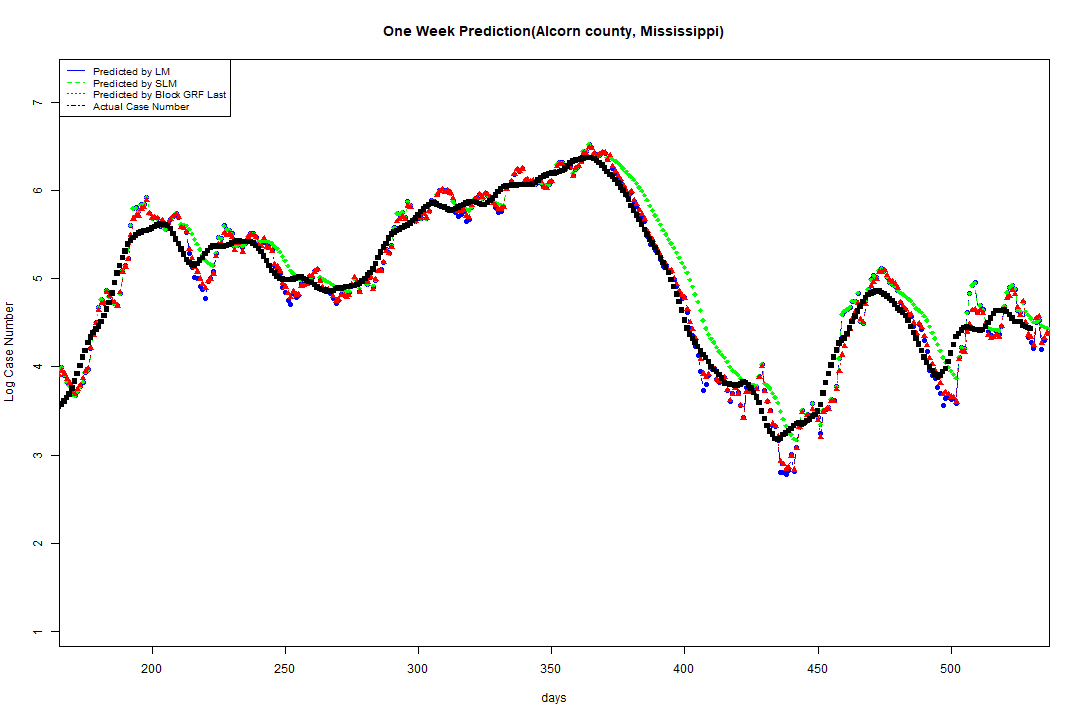 One Week Prediction(Alcorn county, Mississippi)
Predicted by LM
Predicted by SLM
Predicted by Block GRF Last
Actual Case Number
7
6
5
4
3
2
1
Log Case Number
200 250 300 350 400 450 500
days